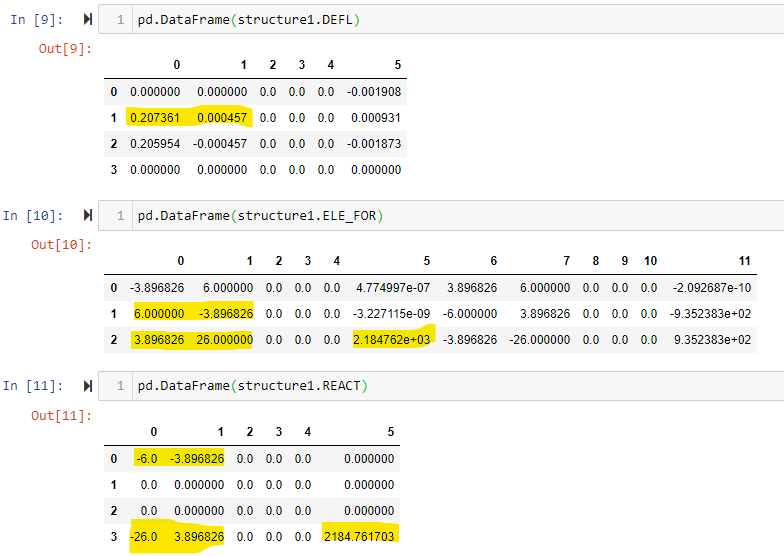 In [9]: 1 pd.DataFrame(structure1.DEFL)
Out[9]:
0 1 2 3 4 5
0 0.000000 0.000000 0.0 0.0 0.0 -0.001908
1 0.207361 0.000457 0.0 0.0 0.0 0.000931
2 0.205954 -0.000457 0.0 0.0 0.0 -0.001873
3 0.000000 0.000000 0.0 0.0 0.0 0.000000
In [10]: 1 pd.DataFrame(structure1.ELE_FOR)
Out[10]:
0 1 2 3 4 5 6 7 8 9 10 11
0 -3.896826 6.000000 0.0 0.0 0.0 4.774997e-07 3.896826 6.000000 0.0 0.0 0.0 -2.092687e-10
1 6.000000 -3.896826 0.0 0.0 0.0 -3.227115e-09 -6.000000 3.896826 0.0 0.0 0.0 -9.352383e+02
2 3.896826 26.000000 0.0 0.0 0.0 2.184762e+03 -3.896826 -26.000000 0.0 0.0 0.0 9.352383e+02
In [11]: 1 pd.DataFrame(structure1.REACT)
Out[11]:
0 1 2 3 4 5
0 -6.0 -3.896826 0.0 0.0 0.0 0.000000
1 0.0 0.000000 0.0 0.0 0.0 0.000000
2 0.0 0.000000 0.0 0.0 0.0 0.000000
3 -26.0 3.896826 0.0 0.0 0.0 2184.761703